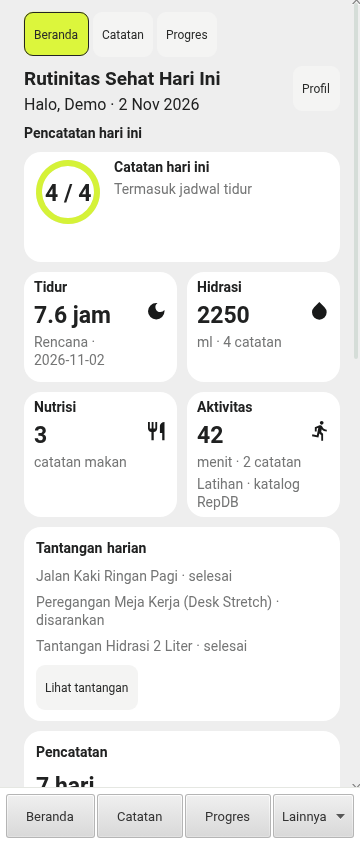 Beranda
Catatan
Progres
Rutinitas Sehat Hari Ini
Halo, Demo · 2 Nov 2026
Profil
Pencatatan hari ini
4 / 4
Catatan hari ini
Termasuk jadwal tidur
Tidur
7.6 jam
Rencana ·
2026-11-02
Hidrasi
2250
ml · 4 catatan
Nutrisi
3
catatan makan
Aktivitas
42
menit · 2 catatan
Latihan · katalog
RepDB
Tantangan harian
Jalan Kaki Ringan Pagi · selesai
Peregangan Meja Kerja (Desk Stretch) ·
disarankan
Tantangan Hidrasi 2 Liter · selesai
Lihat tantangan
Pencatatan
7 hari
Beranda
Catatan
Progres
Lainnya